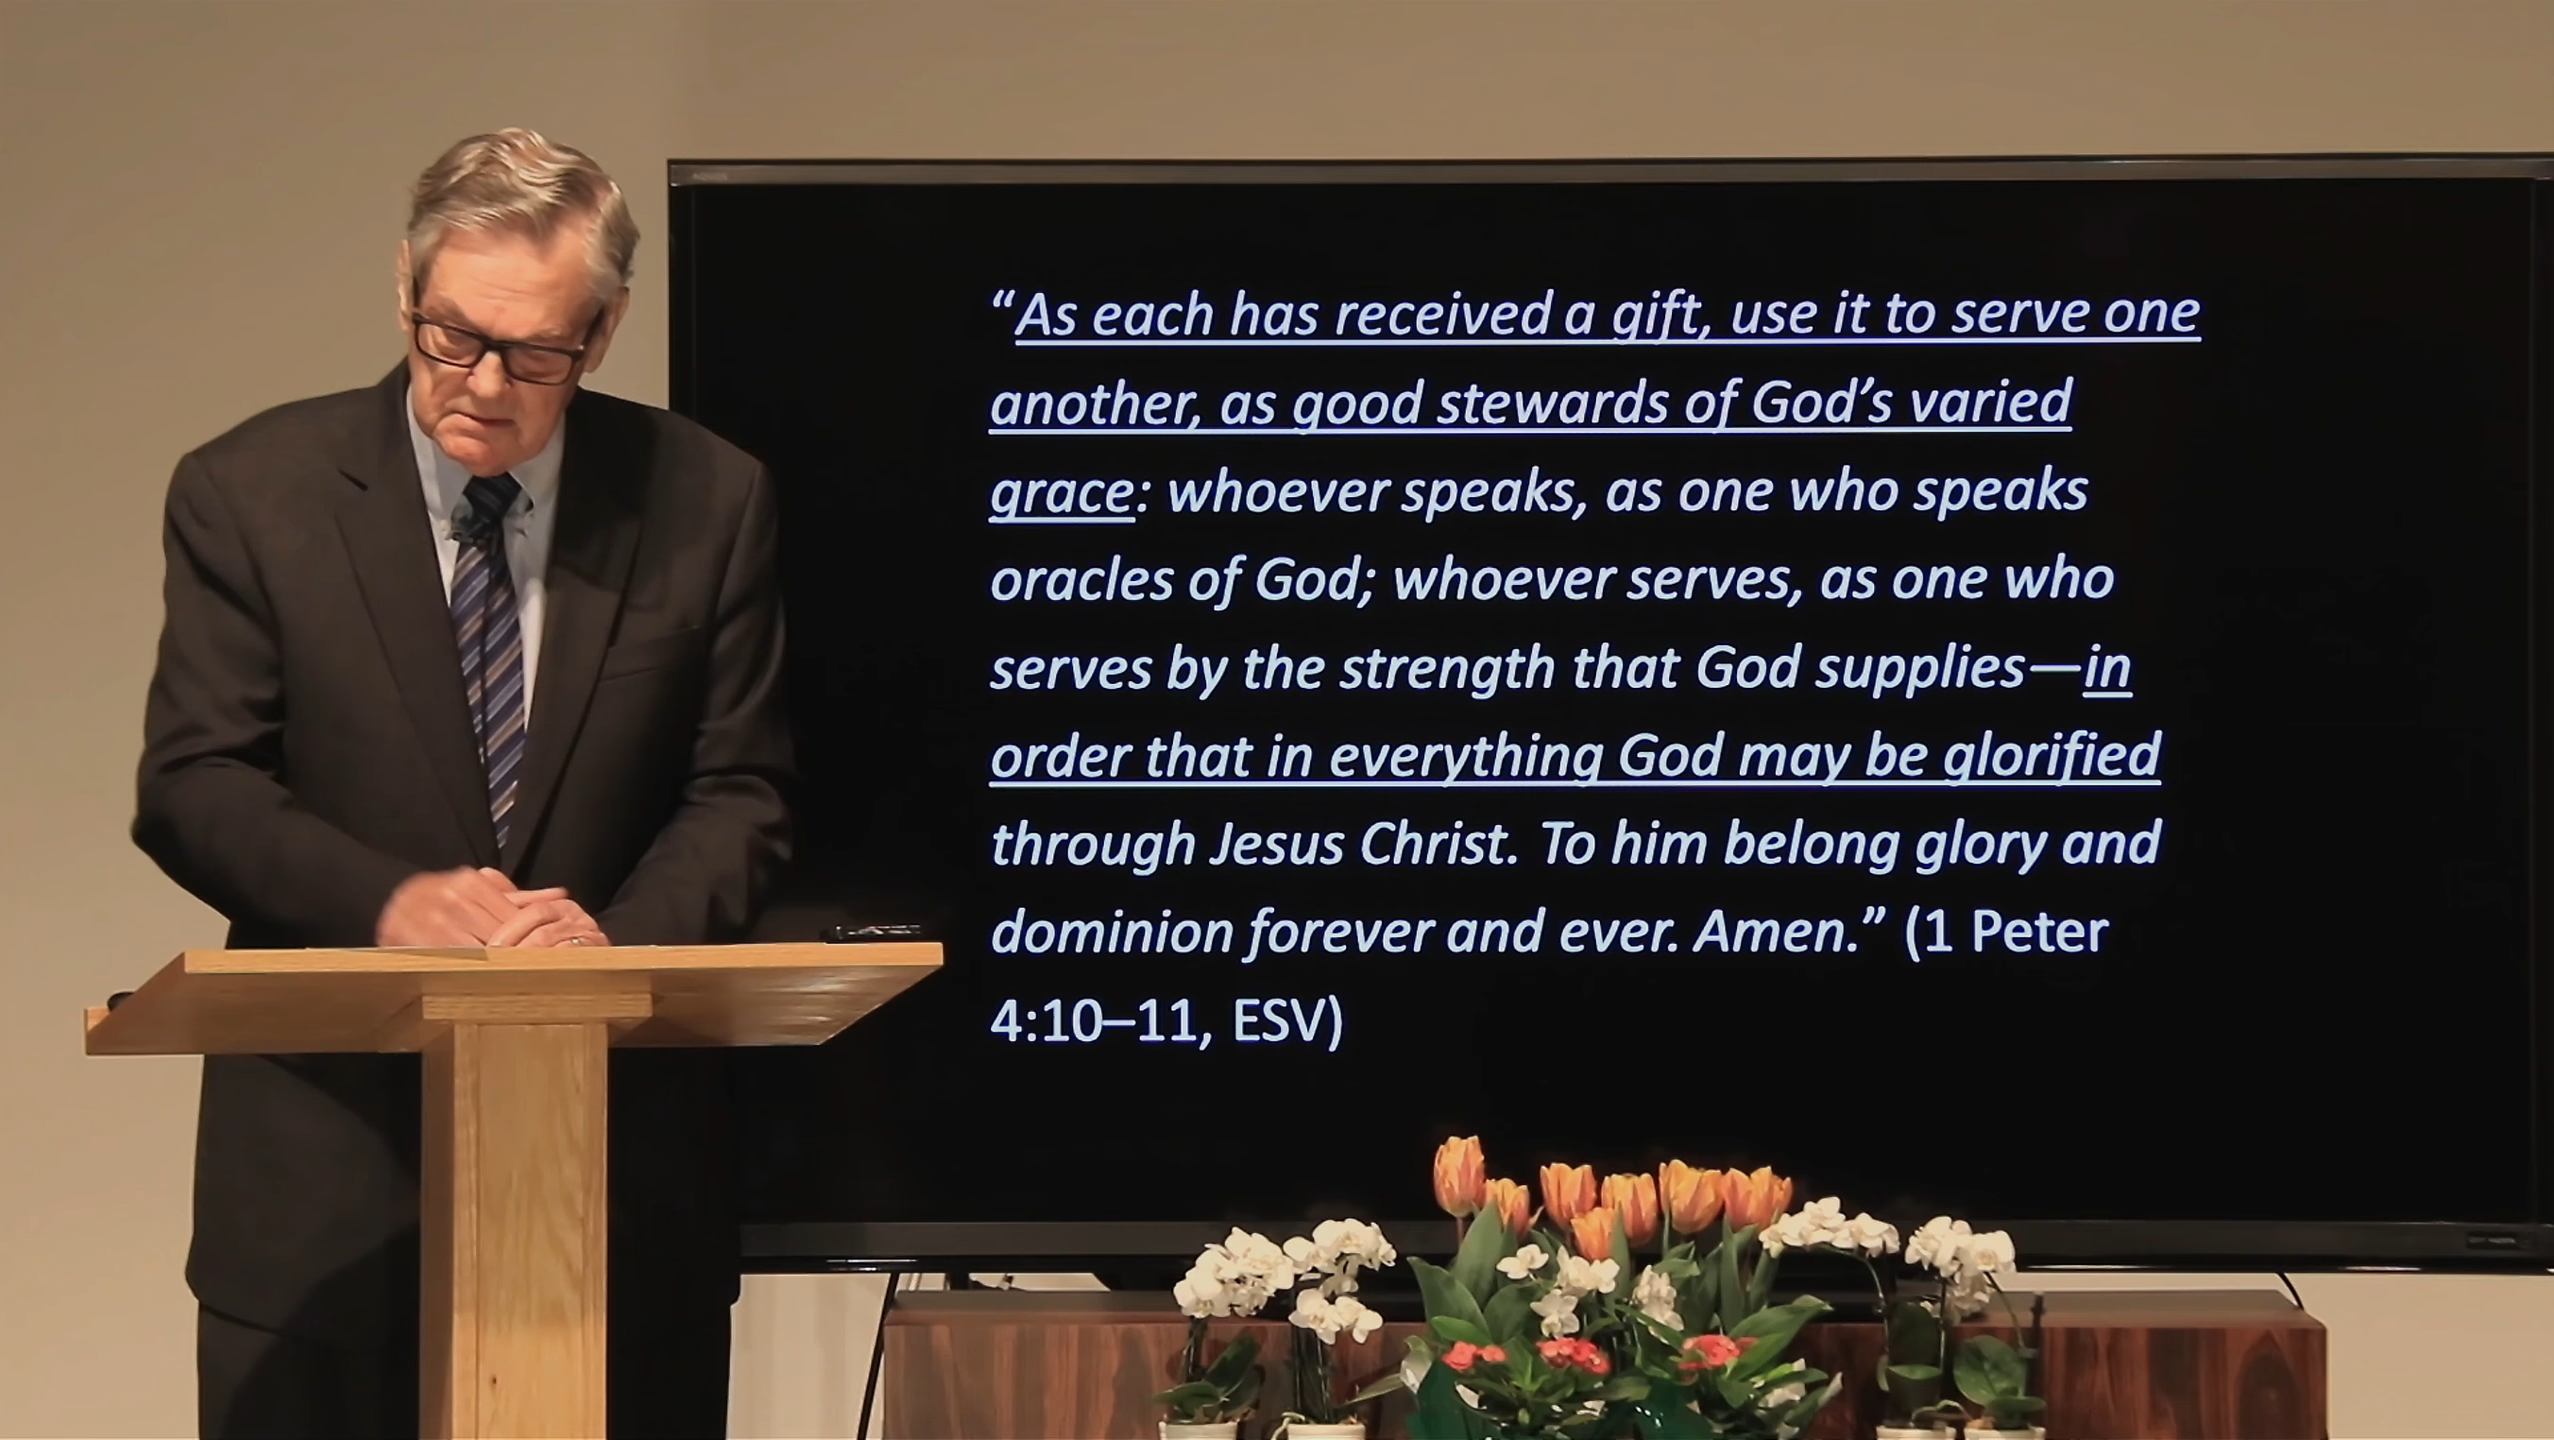 “As each has received a gift, use it to serve one
another, as good stewards of God’s varied
grace: whoever speaks, as one who speaks
oracles of God; whoever serves, as one who
serves by the strength that God supplies—in
order that in everything God may be glorified
through Jesus Christ. To him belong glory and
dominion forever and ever. Amen.” (1 Peter
4:10–11, ESV)